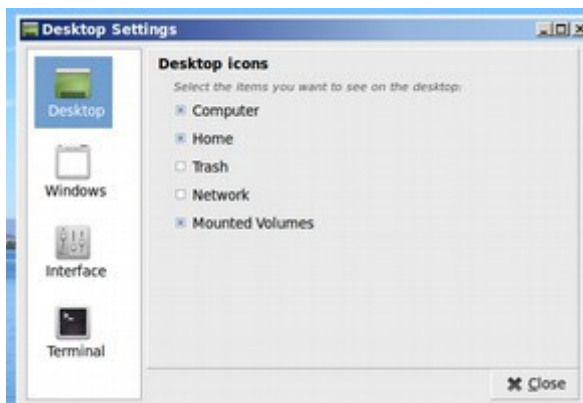 Desktop Settings
Desktop
Windows
Interface
Terminal
Desktop icons
Select the items you want to see on the desktop:
Computer
Home
Trash
Network
Mounted Volumes
Close